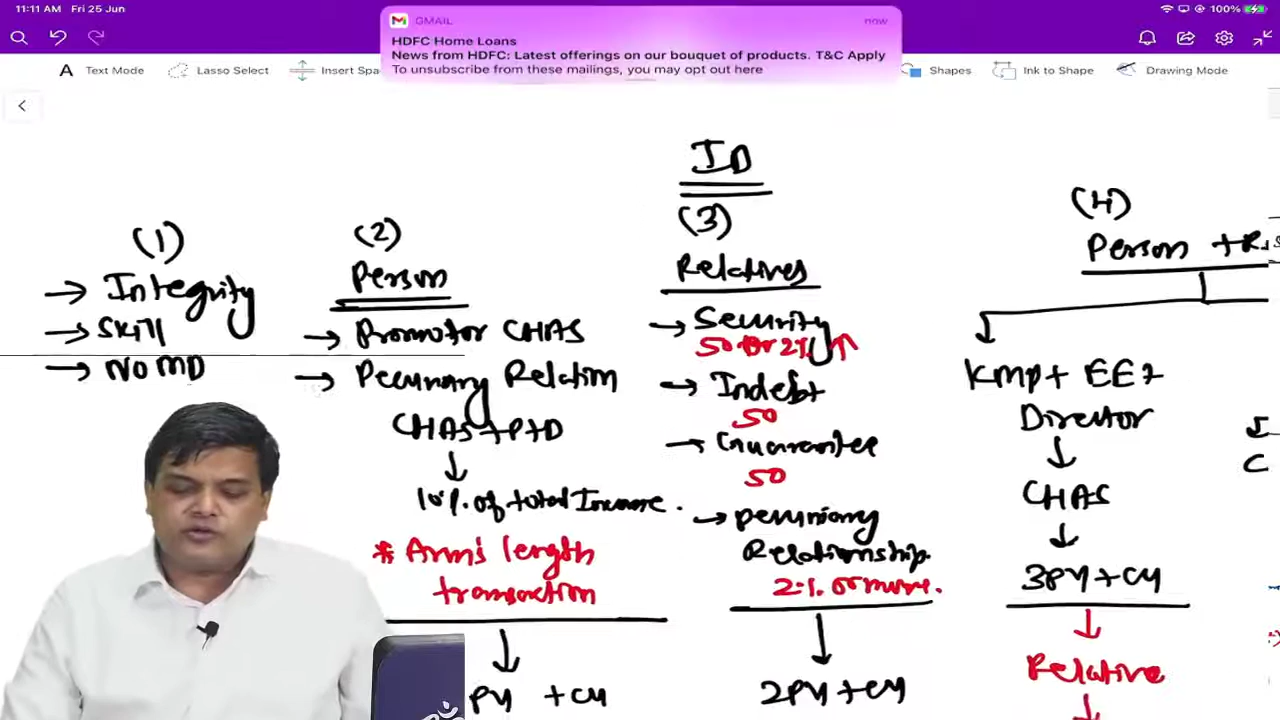 11:11 AM Fri 25 Jun
100%
GMAIL
now
HDFC Home Loans
News from HDFC: Latest offerings on our bouquet of products. T&C Apply
To unsubscribe from these mailings, you may opt out here
Text Mode
Lasso Select
Insert Spa
Shapes
Ink to Shape
Drawing Mode
ID
(1)
→ Integrity
→ Skill
→ NO MD
(2)
Person
→ Promotor CHAS
→ Pecuniary Relation
CHAS + P + D
↓
10% of total Income.
* Arm's length
transaction
↓
PY + CY
(3)
Relatives
→ Security
50 or 2% ↑
→ Indebt
50
→ Guarantee
50
→ pecuniary
Relationship
2% or more.
↓
2PY + CY
(4)
Person + R
KMP + EE
Director
↓
CHAS
↓
3PY + CY
↓
Relative
↓